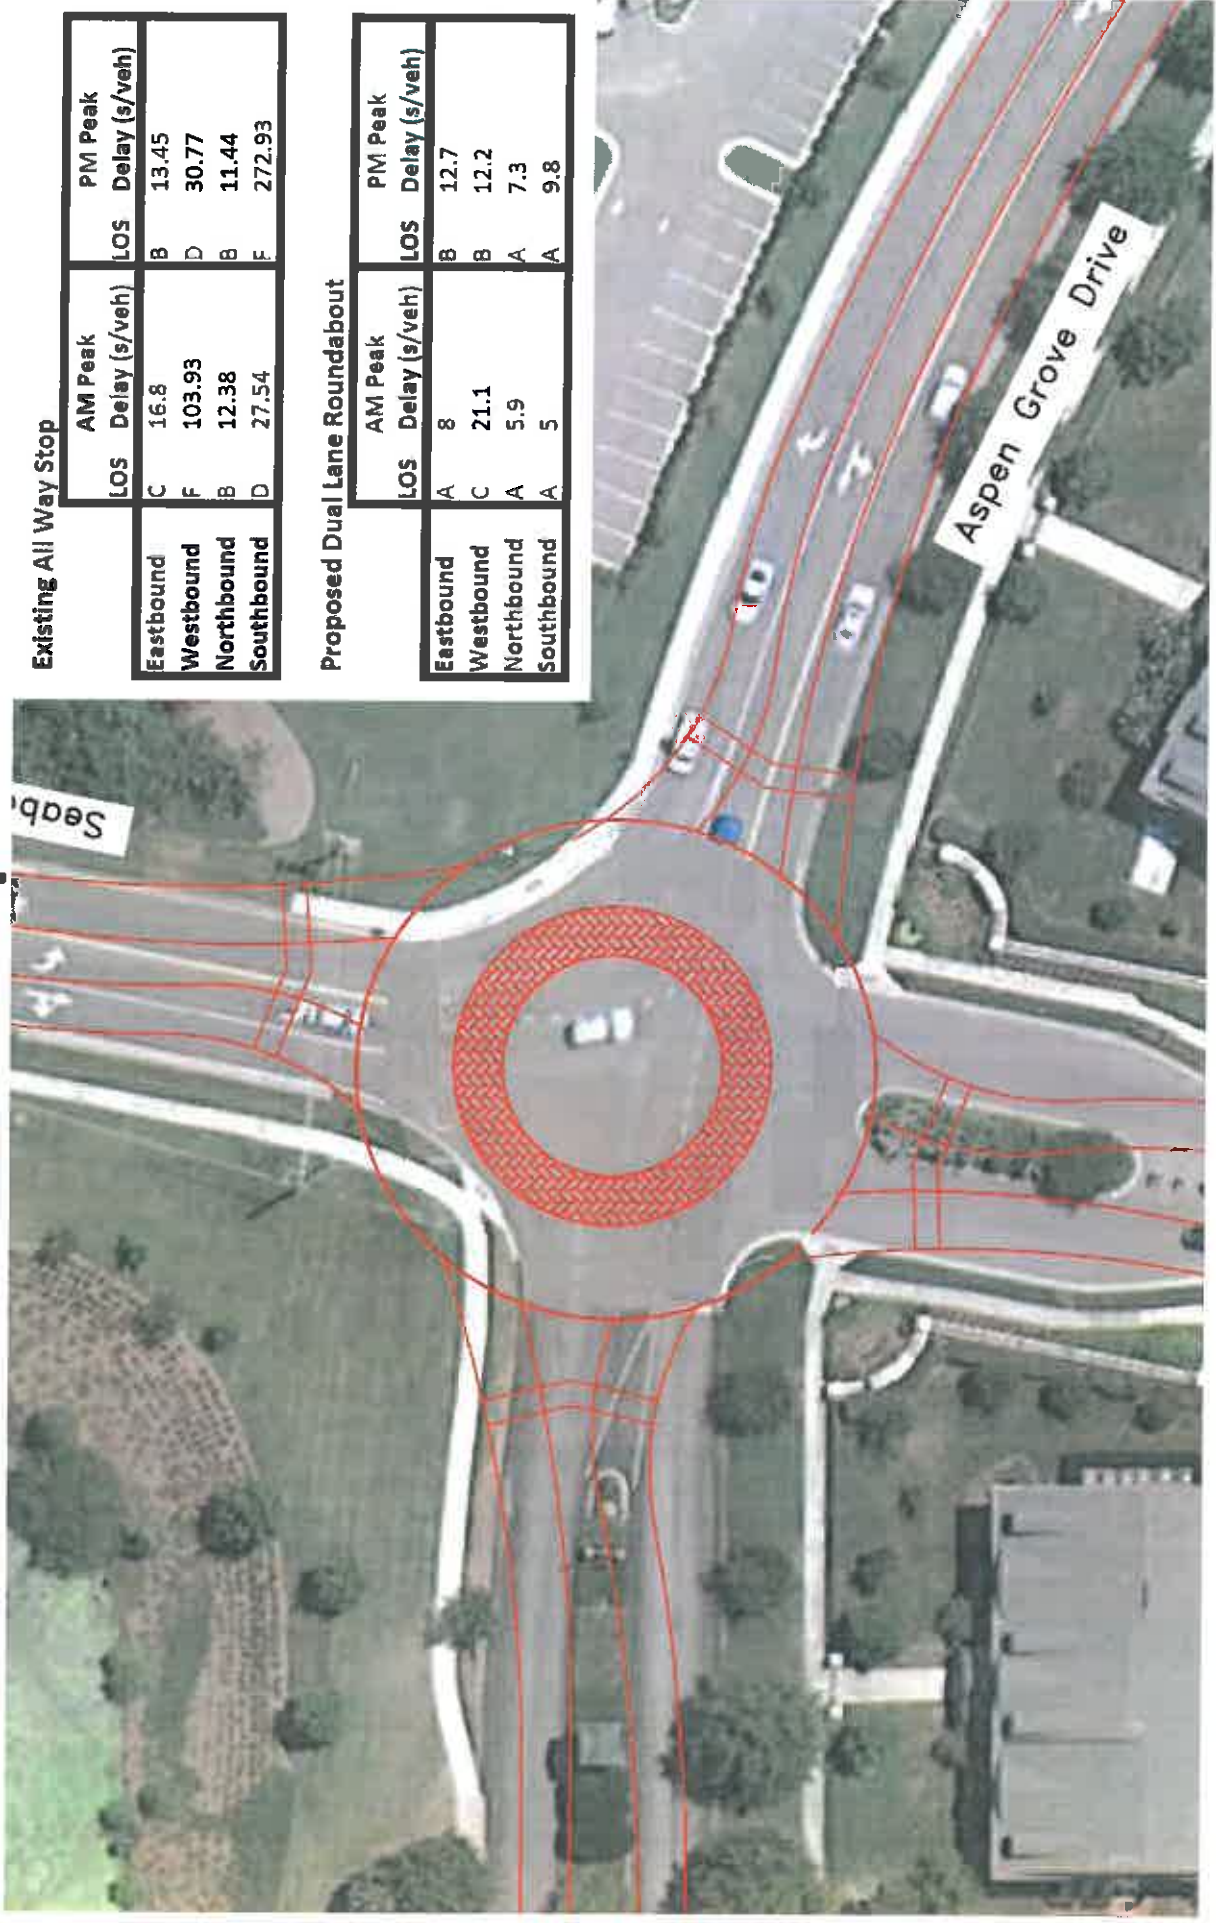 Existing All Way Stop
AM Peak PM Peak
LOS Delay (s/veh) LOS Delay (s/veh)
Eastbound C 16.8 B 13.45
Westbound F 103.93 D 30.77
Northbound B 12.38 B 11.44
Southbound D 27.54 F 272.93
Proposed Dual Lane Roundabout
AM Peak PM Peak
LOS Delay (s/veh) LOS Delay (s/veh)
Eastbound A 8 B 12.7
Westbound C 21.1 B 12.2
Northbound A 5.9 A 7.3
Southbound A 5 A 9.8
Aspen Grove Drive